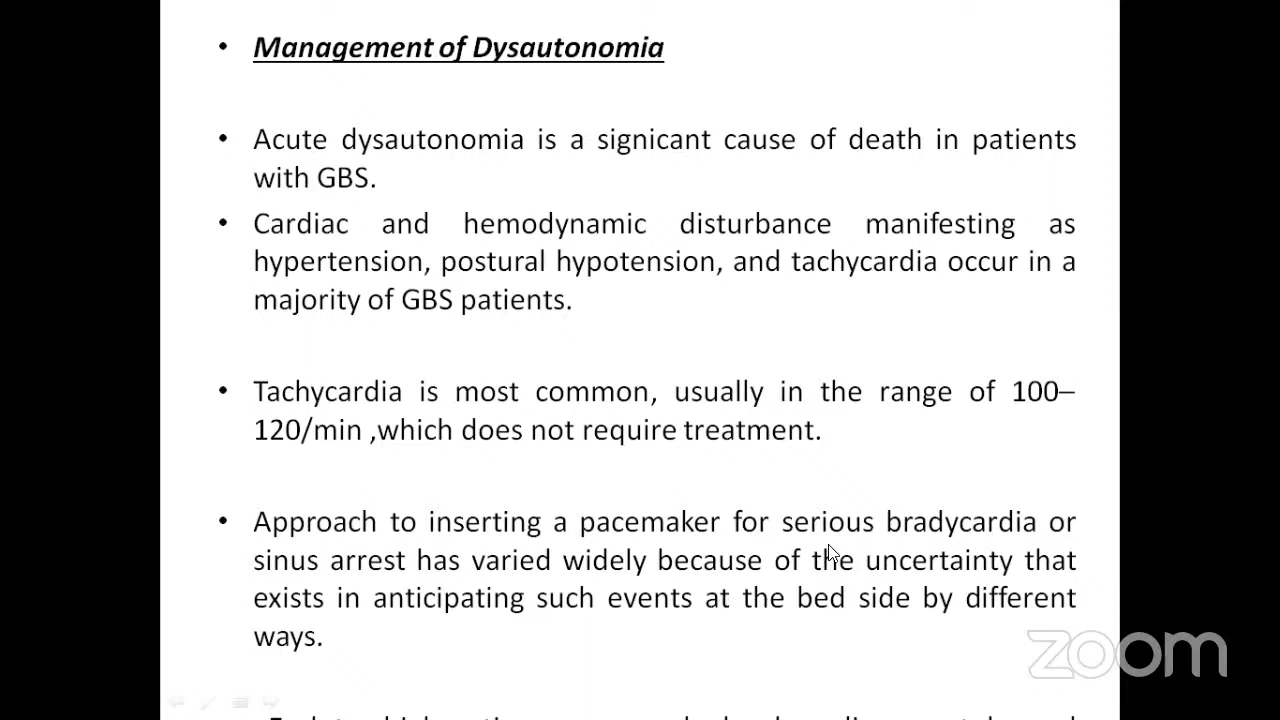 • Management of Dysautonomia
• Acute dysautonomia is a signicant cause of death in patients
with GBS.
• Cardiac and hemodynamic disturbance manifesting as
hypertension, postural hypotension, and tachycardia occur in a
majority of GBS patients.
• Tachycardia is most common, usually in the range of 100–
120/min ,which does not require treatment.
• Approach to inserting a pacemaker for serious bradycardia or
sinus arrest has varied widely because of the uncertainty that
exists in anticipating such events at the bed side by different
ways.
zoom